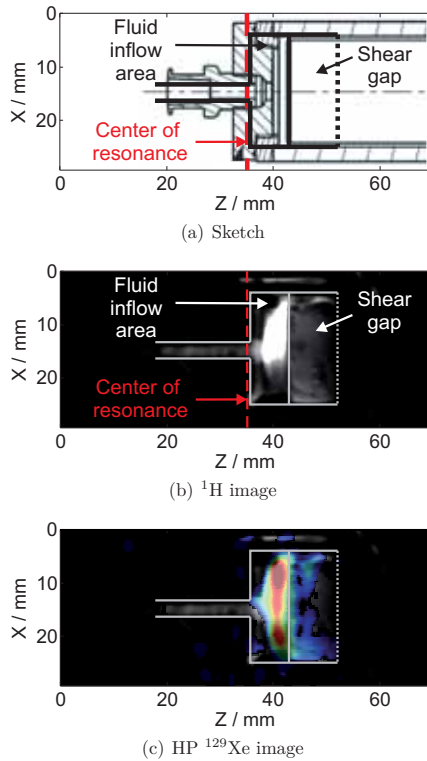 Fluid
inflow
area
Shear
gap
Center of
resonance
X / mm
0
10
20
0 20 40 60
Z / mm
(a) Sketch
Fluid
inflow
area
Shear
gap
Center of
resonance
X / mm
0
10
20
0 20 40 60
Z / mm
(b) ¹H image
X / mm
0
10
20
0 20 40 60
Z / mm
(c) HP ¹²⁹Xe image